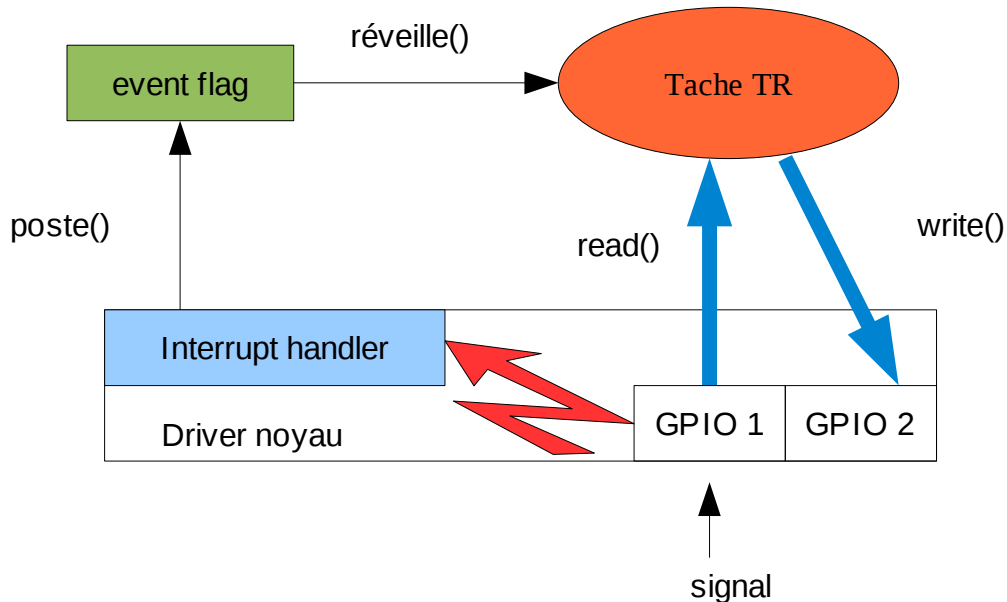 réveille()
event flag
Tache TR
poste()
read()
write()
Interrupt handler
Driver noyau
GPIO 1
GPIO 2
signal